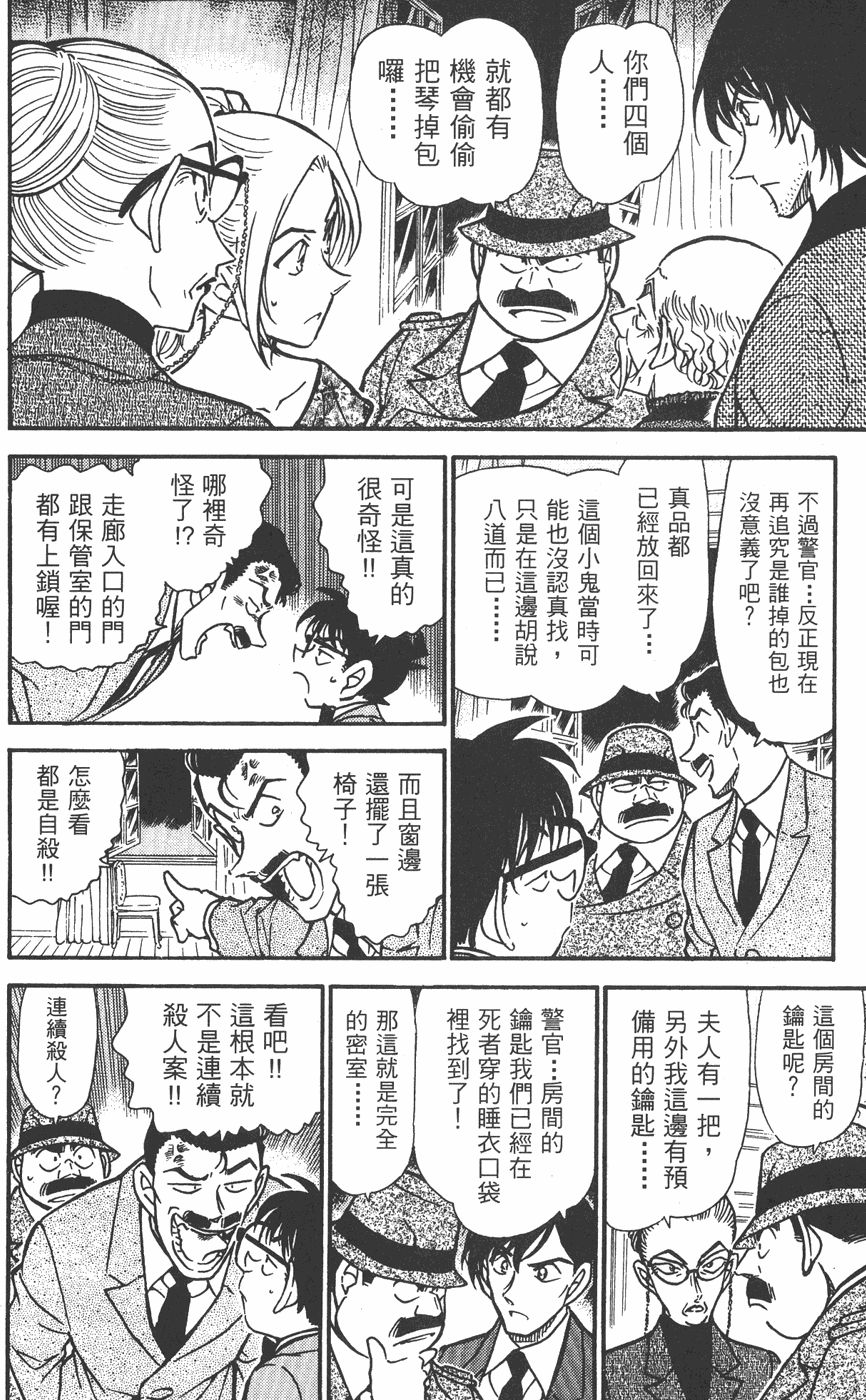 你們四個
人……
就都有
機會偷偷
把琴掉包
囉……
不過警官…反正現在
再追究是誰掉的包也
沒意義了吧？
真品都
已經放回來了…
這個小鬼當時可
能也沒認真找，
只是在這邊胡說
八道而已……
可是這真的
很奇怪!!
哪裡奇
怪了!?
走廊入口的門
跟保管室的門
都有上鎖喔！
而且窗邊
還擺了一張
椅子！
怎麼看
都是自殺!!
這個房間的
鑰匙呢？
夫人有一把，
另外我這邊有預
備用的鑰匙……
警官…房間的
鑰匙我們已經在
死者穿的睡衣口袋
裡找到了！
那這就是完全
的密室……
看吧!!
這根本就
不是連續
殺人案!!
連續殺人？